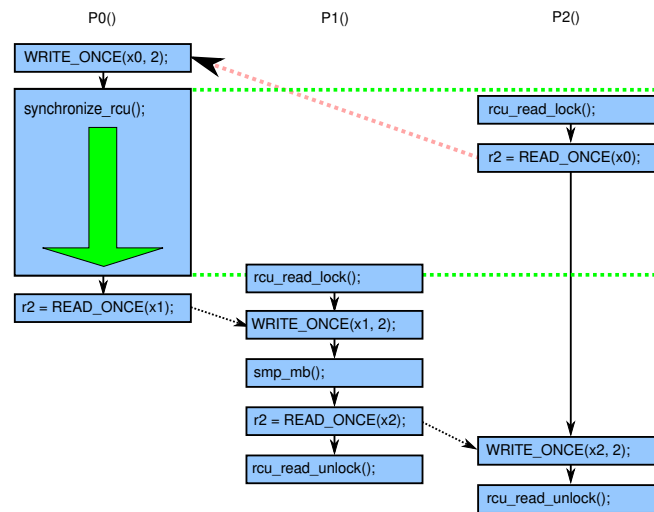 P0()
P1()
P2()
WRITE_ONCE(x0, 2);
synchronize_rcu();
rcu_read_lock();
r2 = READ_ONCE(x0);
rcu_read_lock();
r2 = READ_ONCE(x1);
WRITE_ONCE(x1, 2);
smp_mb();
r2 = READ_ONCE(x2);
WRITE_ONCE(x2, 2);
rcu_read_unlock();
rcu_read_unlock();